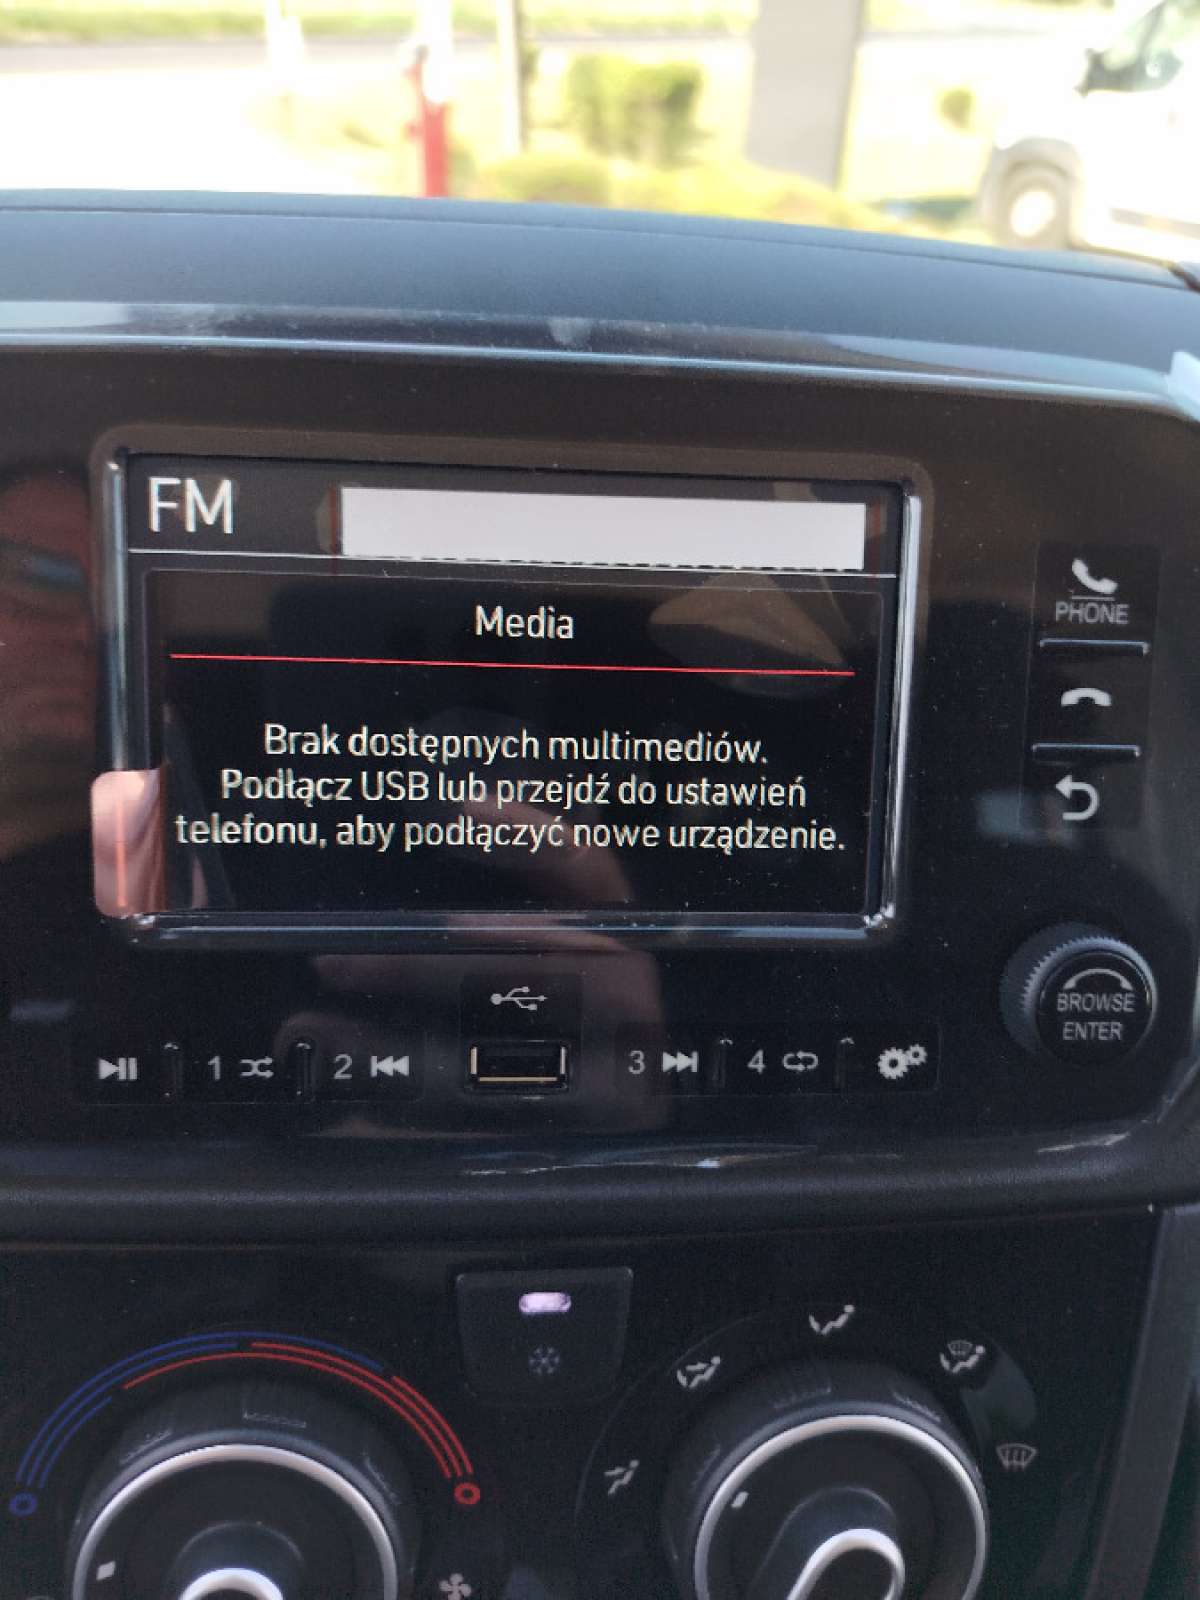 FM
Media
Brak dostępnych multimediów.
Podłącz USB lub przejdź do ustawień
telefonu, aby podłączyć nowe urządzenie.
PHONE
BROWSE
ENTER
1
2
3
4